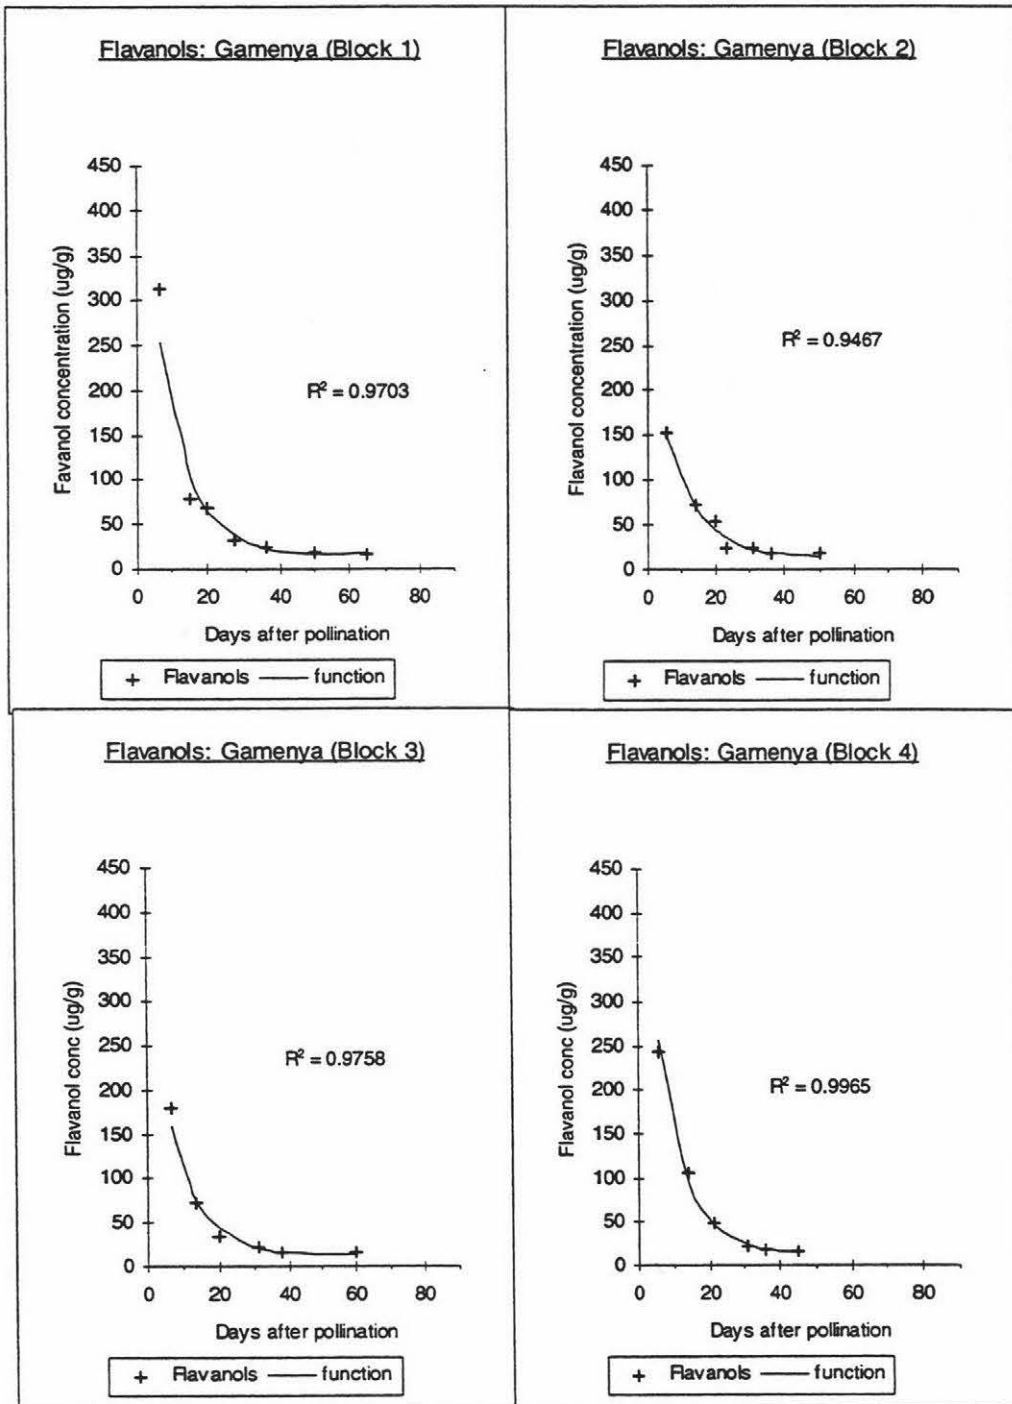 Flavanols: Gamenya (Block 1)
450
400
350
300
250
200
150
100
50
0
Favanol concentration (ug/g)
R² = 0.9703
0 20 40 60 80
Days after pollination
+ Flavanols —— function
Flavanols: Gamenya (Block 2)
450
400
350
300
250
200
150
100
50
0
Flavanol concentration (ug/g)
R² = 0.9467
0 20 40 60 80
Days after pollination
+ Flavanols —— function
Flavanols: Gamenya (Block 3)
450
400
350
300
250
200
150
100
50
0
Flavanol conc (ug/g)
R² = 0.9758
0 20 40 60 80
Days after pollination
+ Flavanols —— function
Flavanols: Gamenya (Block 4)
450
400
350
300
250
200
150
100
50
0
Flavanol conc (ug/g)
R² = 0.9965
0 20 40 60 80
Days after pollination
+ Flavanols —— function